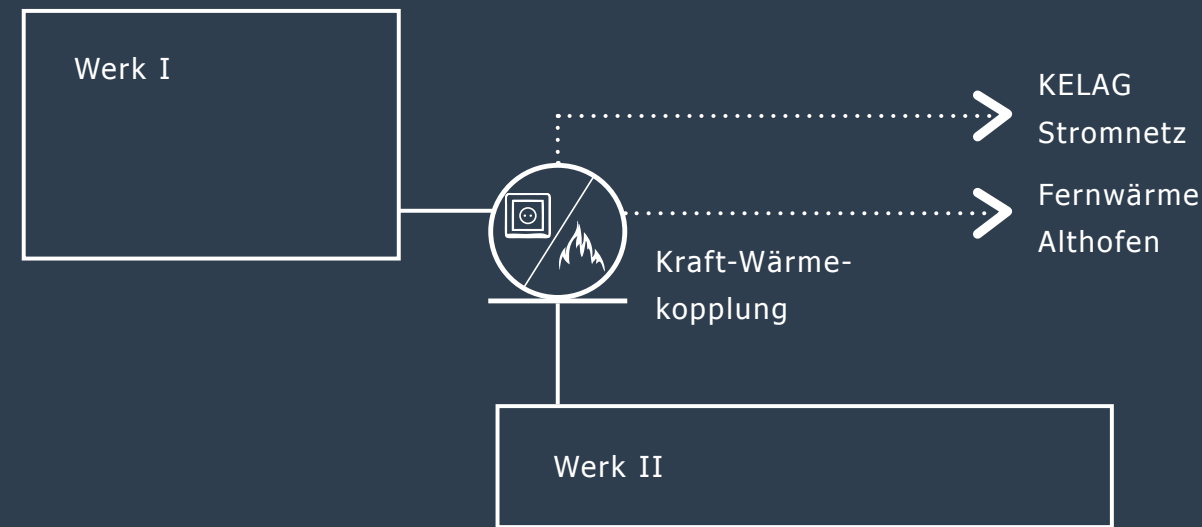 Werk I
KELAG
Stromnetz
Fernwärme
Althofen
Kraft-Wärme-
kopplung
Werk II